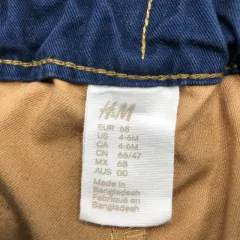 H&M
EUR 68
US 4-6M
CA 4-6M
CN 66/47
MX 68
AUS 00
Made in
Bangladesh
Fabriqué en
Bangladesh